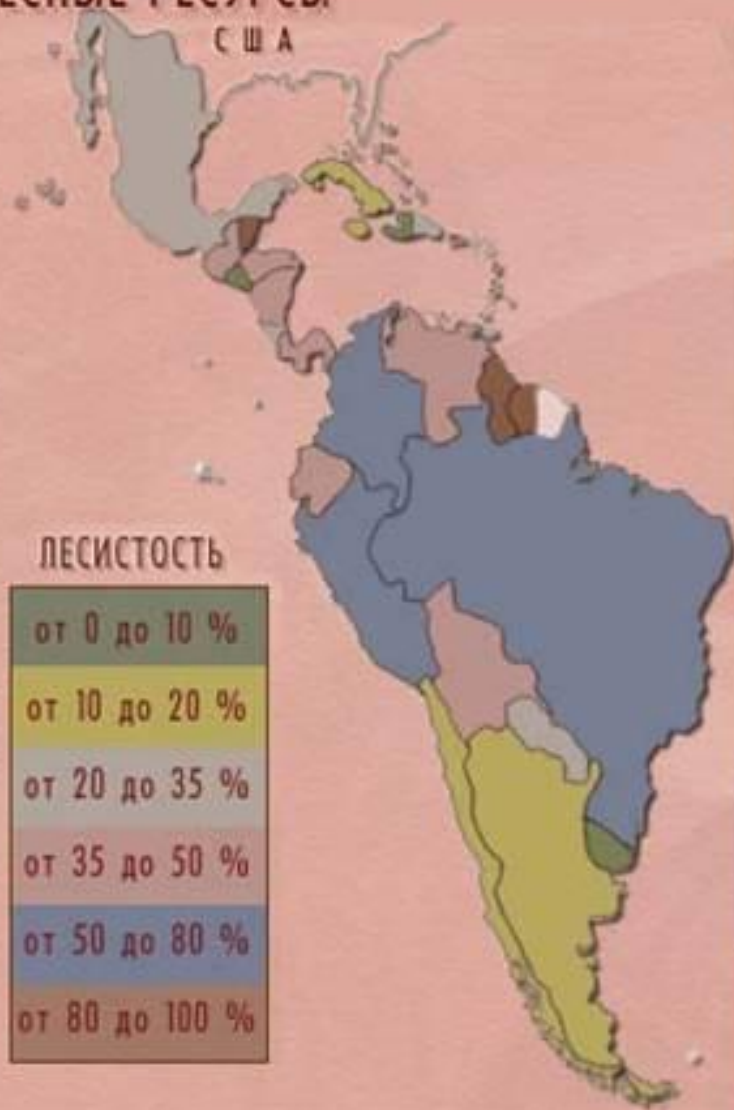 РЕСУРСЫ
США
ЛЕСИСТОСТЬ
от 0 до 10 %
от 10 до 20 %
от 20 до 35 %
от 35 до 50 %
от 50 до 80 %
от 80 до 100 %